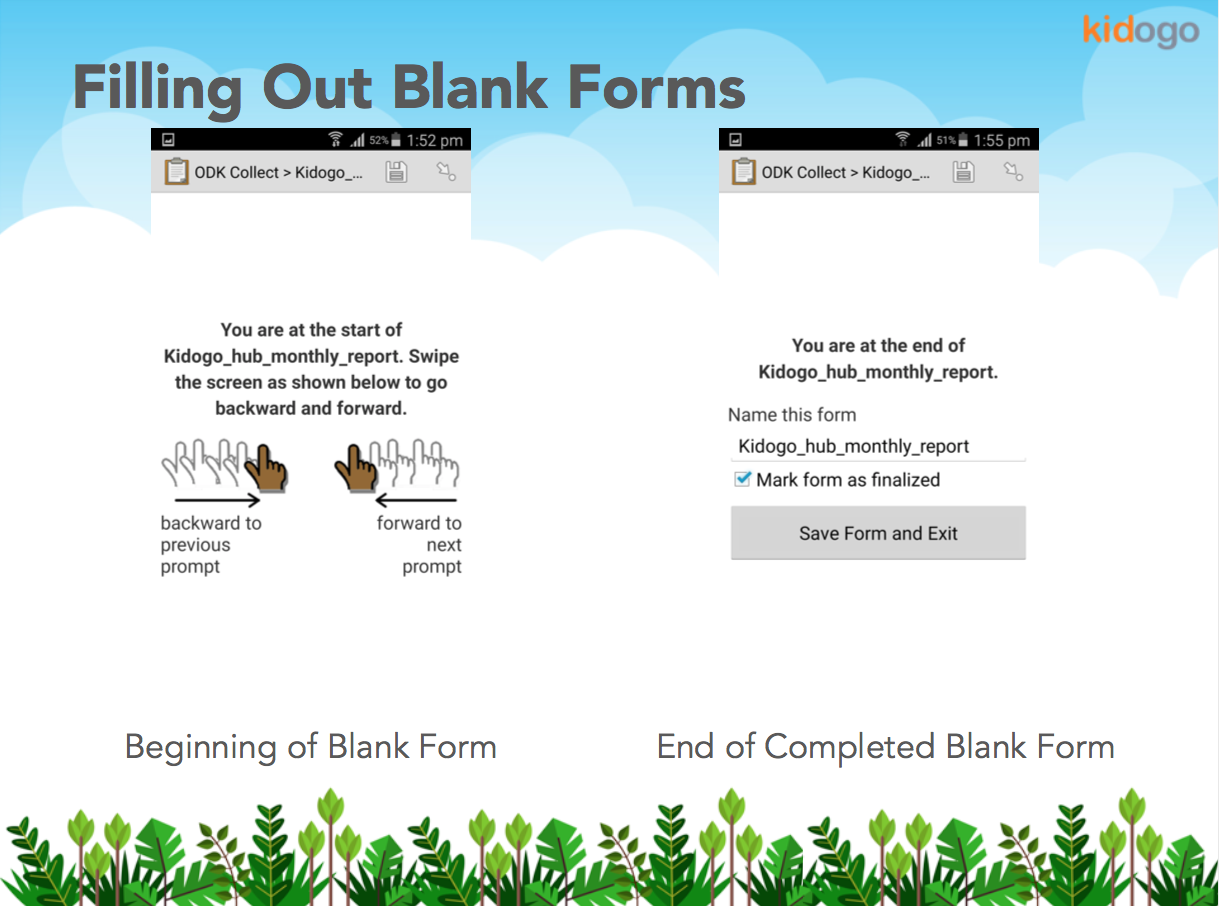 kidogo
Filling Out Blank Forms
52% 1:52 pm
ODK Collect > Kidogo_...
You are at the start of
Kidogo_hub_monthly_report. Swipe
the screen as shown below to go
backward and forward.
backward to
previous
prompt
forward to
next
prompt
Beginning of Blank Form
51% 1:55 pm
ODK Collect > Kidogo_...
You are at the end of
Kidogo_hub_monthly_report.
Name this form
Kidogo_hub_monthly_report
Mark form as finalized
Save Form and Exit
End of Completed Blank Form